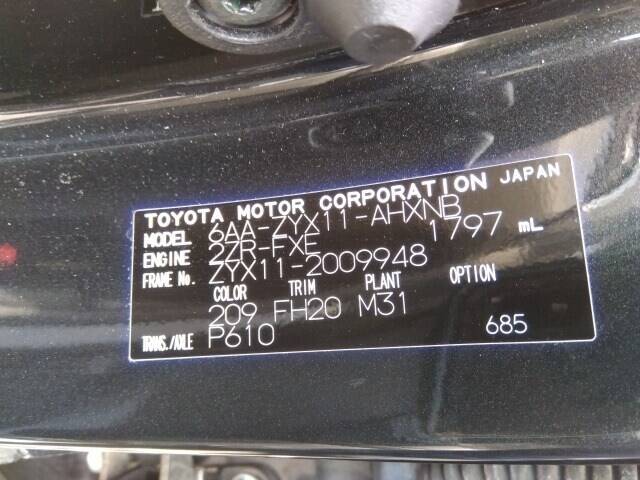 TOYOTA MOTOR CORPORATION JAPAN
MODEL 6AA-ZYX11-AHXNB
ENGINE 2ZR-FXE 1797 mL
FRAME No. ZYX11-2009948
COLOR TRIM PLANT OPTION
209 FH20 M31
TRANS./AXLE P610 685